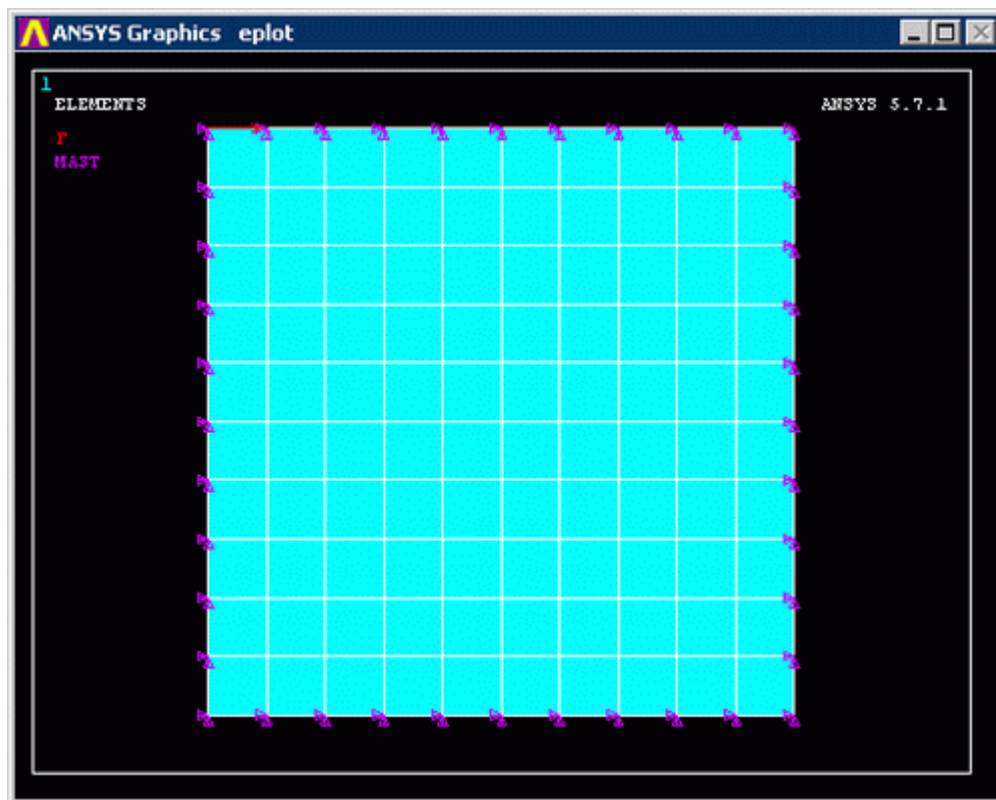 ANSYS Graphics eplot
1
ELEMENTS
ANSYS 5.7.1
F
MAST